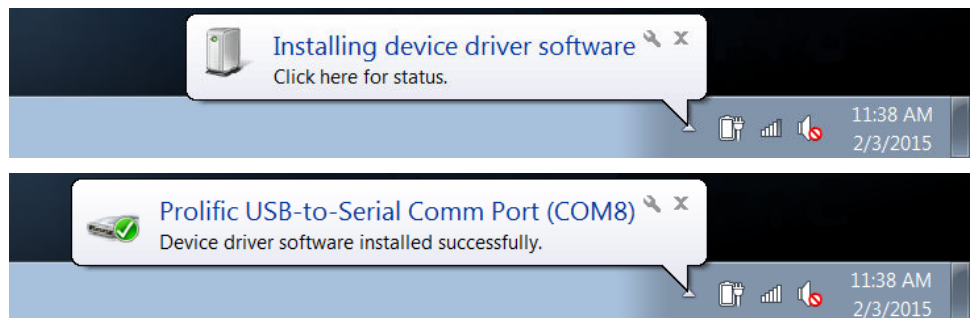 Installing device driver software
Click here for status.
11:38 AM
2/3/2015
Prolific USB-to-Serial Comm Port (COM8)
Device driver software installed successfully.
11:38 AM
2/3/2015